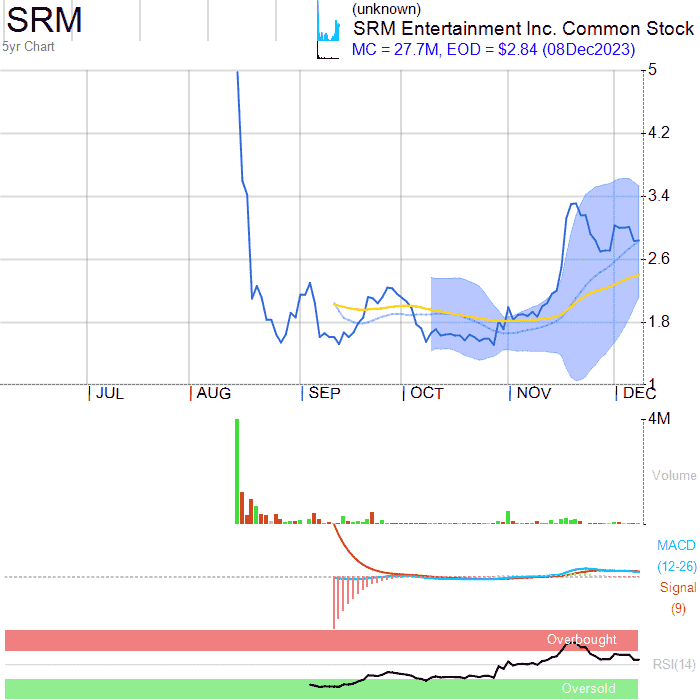 SRM
5yr Chart
(unknown)
SRM Entertainment Inc. Common Stock
MC = 27.7M, EOD = $2.84 (08Dec2023)
5
4.2
3.4
2.6
1.8
1
JUL AUG SEP OCT NOV DEC
4M
Volume
MACD
(12-26)
Signal
(9)
Overbought
RSI(14)
Oversold